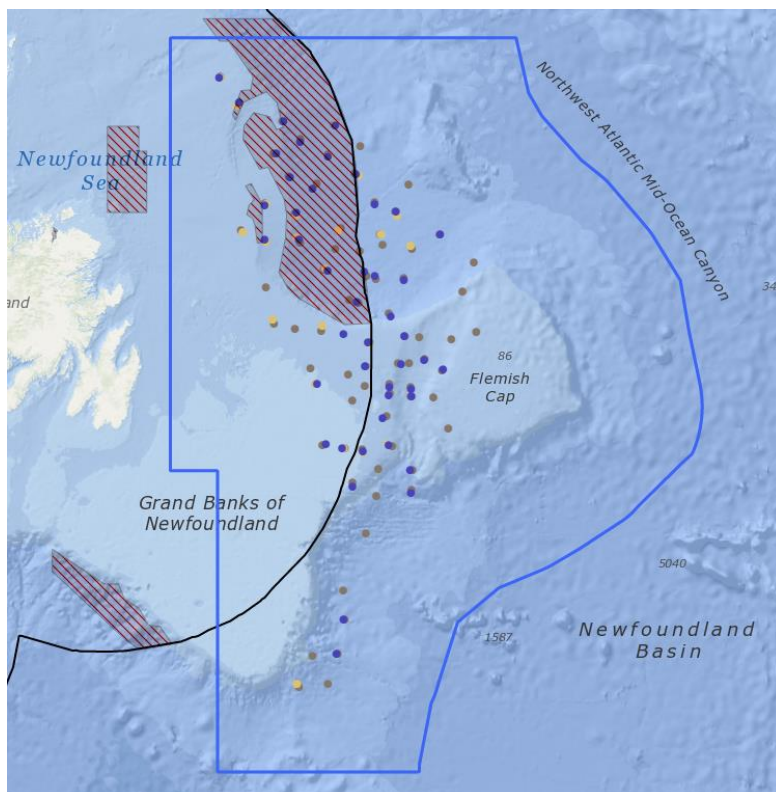 Northwest Atlantic Mid-Ocean Canyon
Newfoundland
Sea
34
and
86
Flemish
Cap
Grand Banks of
Newfoundland
5040
1587
Newfoundland
Basin